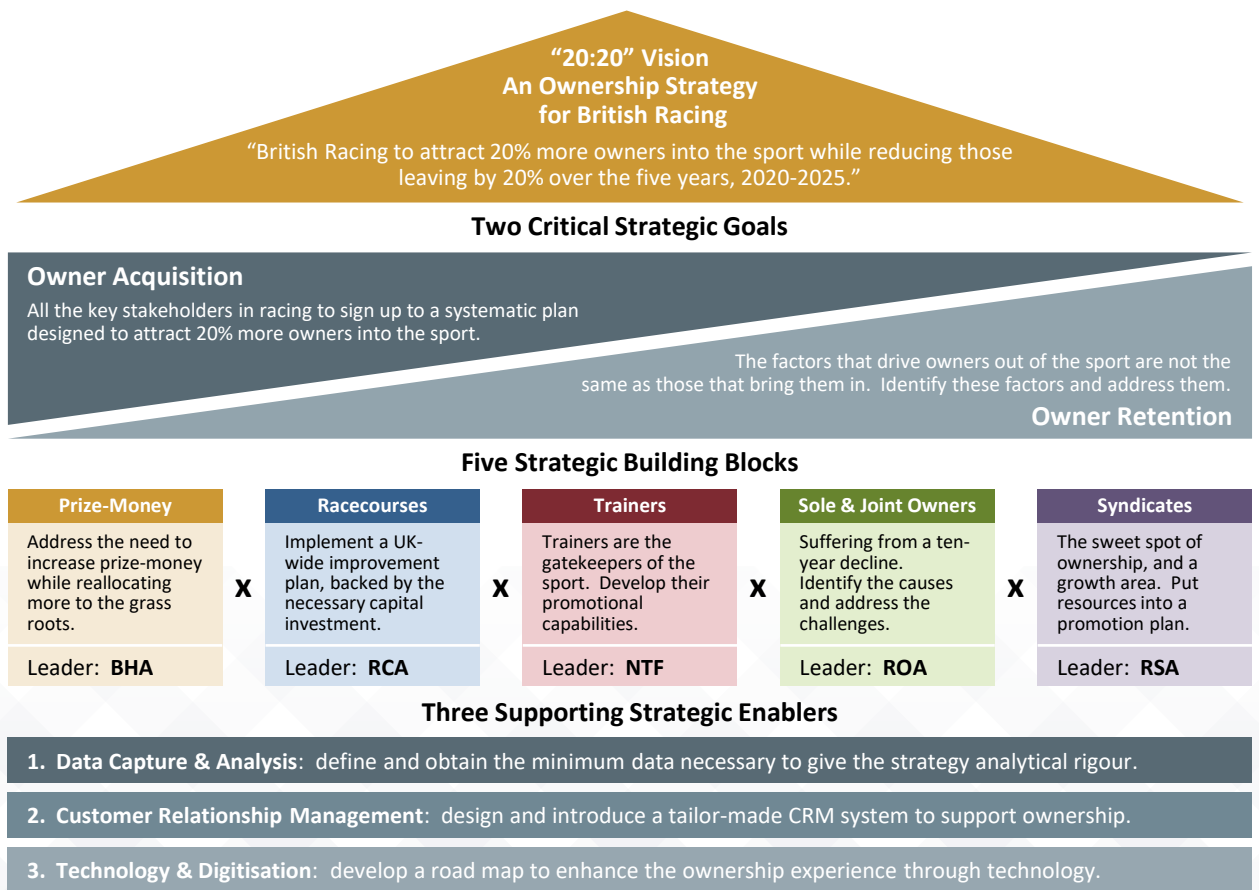 “20:20” Vision
An Ownership Strategy
for British Racing
“British Racing to attract 20% more owners into the sport while reducing those
leaving by 20% over the five years, 2020-2025.”
Two Critical Strategic Goals
Owner Acquisition
All the key stakeholders in racing to sign up to a systematic plan
designed to attract 20% more owners into the sport.
The factors that drive owners out of the sport are not the
same as those that bring them in.  Identify these factors and address them.
Owner Retention
Five Strategic Building Blocks
Prize-Money
Address the need to
increase prize-money
while reallocating
more to the grass
roots.
Leader:  BHA
x
Racecourses
Implement a UK-
wide improvement
plan, backed by the
necessary capital
investment.
Leader:  RCA
x
Trainers
Trainers are the
gatekeepers of the
sport.  Develop their
promotional
capabilities.
Leader:  NTF
x
Sole & Joint Owners
Suffering from a ten-
year decline.
Identify the causes
and address the
challenges.
Leader:  ROA
x
Syndicates
The sweet spot of
ownership, and a
growth area.  Put
resources into a
promotion plan.
Leader:  RSA
Three Supporting Strategic Enablers
1.  Data Capture & Analysis:  define and obtain the minimum data necessary to give the strategy analytical rigour.
2.  Customer Relationship Management:  design and introduce a tailor-made CRM system to support ownership.
3.  Technology & Digitisation:  develop a road map to enhance the ownership experience through technology.